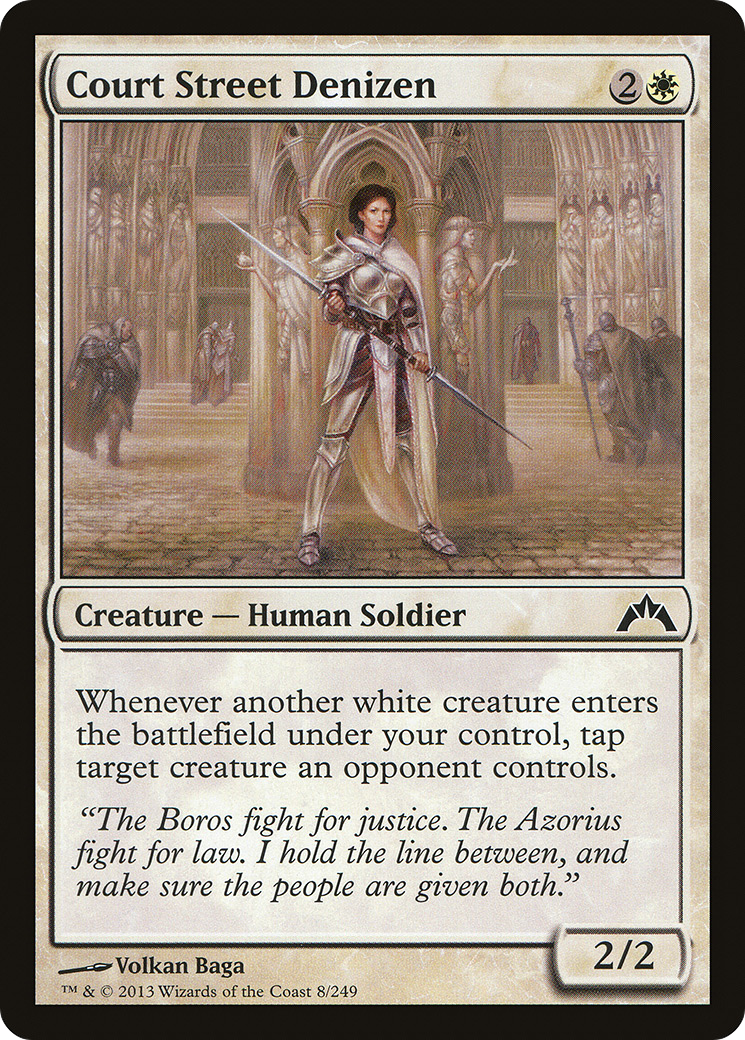 Court Street Denizen 2
Creature — Human Soldier
Whenever another white creature enters
the battlefield under your control, tap
target creature an opponent controls.
“The Boros fight for justice. The Azorius
fight for law. I hold the line between, and
make sure the people are given both.”
2/2
Volkan Baga
™ & © 2013 Wizards of the Coast 8/249